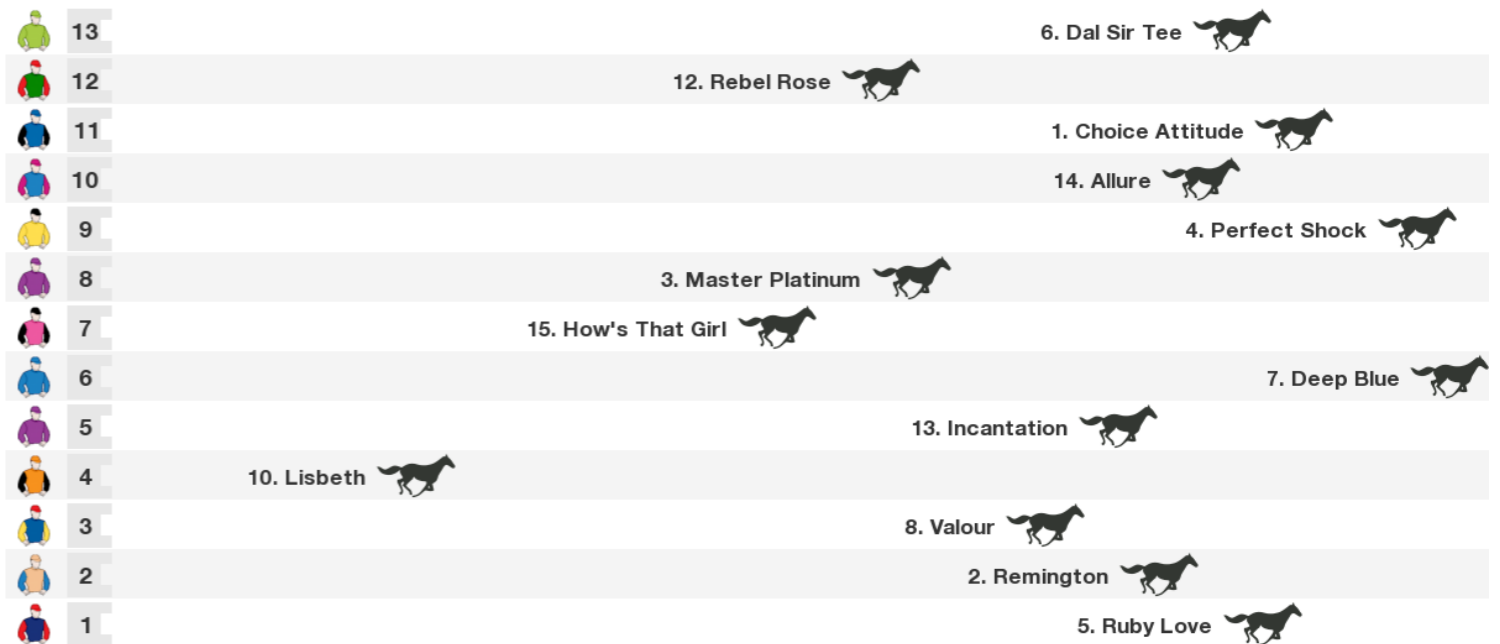 13 6. Dal Sir Tee
12 12. Rebel Rose
11 1. Choice Attitude
10 14. Allure
9 4. Perfect Shock
8 3. Master Platinum
7 15. How's That Girl
6 7. Deep Blue
5 13. Incantation
4 10. Lisbeth
3 8. Valour
2 2. Remington
1 5. Ruby Love